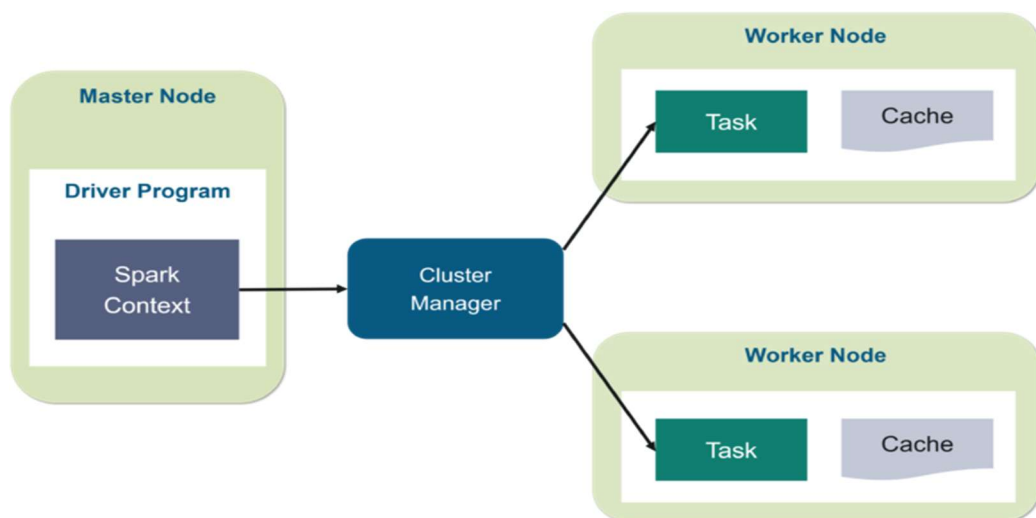 Master Node
Driver Program
Spark
Context
Cluster
Manager
Worker Node
Task
Cache
Worker Node
Task
Cache